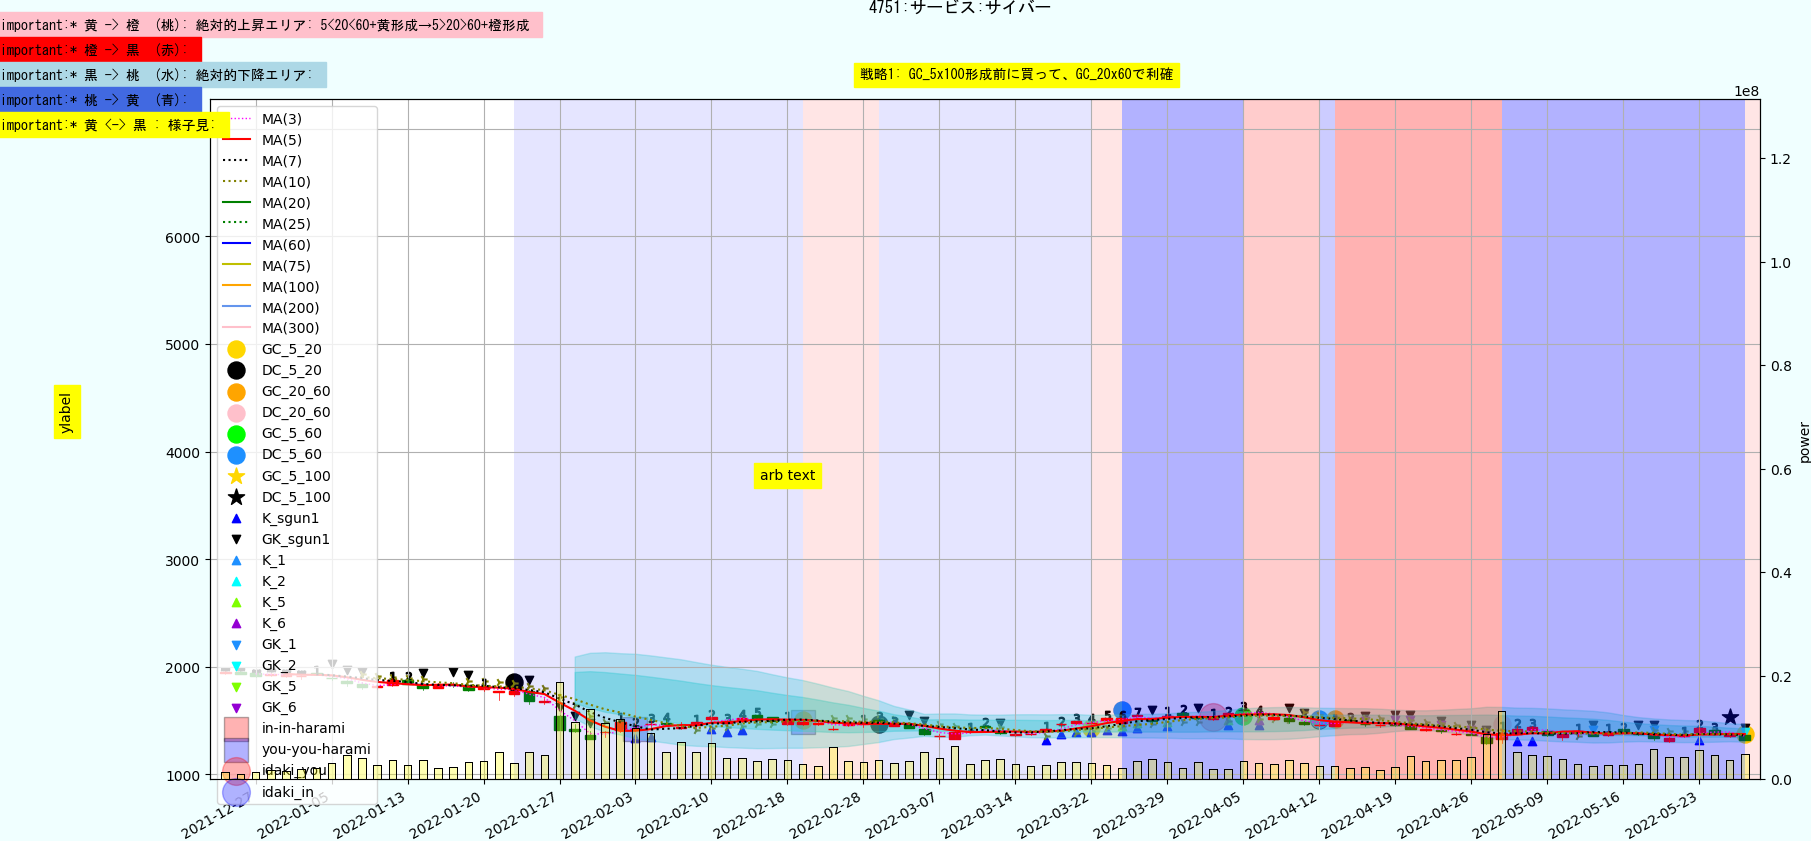 4751:サービス:サイバー
important:* 黄 -> 橙 (桃): 絶対的上昇エリア: 5<20<60+黄形成→5>20>60+橙形成
important:* 橙 -> 黒 (赤):
important:* 黒 -> 桃 (水): 絶対的下降エリア:
戦略1: GC_5x100形成前に買って、GC_20x60で利確
important:* 桃 -> 黄 (青):
important:* 黄 <-> 黒 : 様子見:
1e8
MA(3)
MA(5)
MA(7)
MA(10)
MA(20)
MA(25)
MA(60)
MA(75)
MA(100)
MA(200)
MA(300)
GC_5_20
DC_5_20
GC_20_60
DC_20_60
GC_5_60
DC_5_60
GC_5_100
DC_5_100
K_sgun1
GK_sgun1
K_1
K_2
K_5
K_6
GK_1
GK_2
GK_5
GK_6
in-in-harami
you-you-harami
idaki_you
idaki_in
6000
5000
4000
3000
2000
1000
ylabel
arb text
1.2
1.0
0.8
0.6
0.4
0.2
0.0
power
2021-12-27
2022-01-05
2022-01-13
2022-01-20
2022-01-27
2022-02-03
2022-02-10
2022-02-18
2022-02-28
2022-03-07
2022-03-14
2022-03-22
2022-03-29
2022-04-05
2022-04-12
2022-04-19
2022-04-26
2022-05-09
2022-05-16
2022-05-23